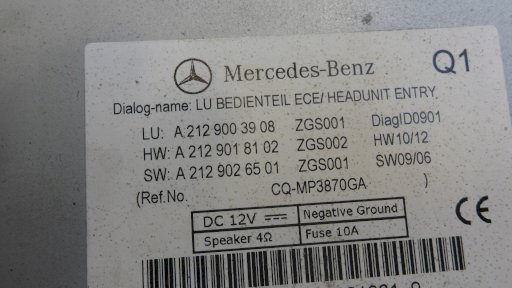 Mercedes-Benz Q1
Dialog-name: LU BEDIENTEIL ECE/ HEADUNIT ENTRY
LU: A 212 900 39 08 ZGS001 DiagID0901
HW: A 212 901 81 02 ZGS002 HW10/12
SW: A 212 902 65 01 ZGS001 SW09/06
(Ref.No. CQ-MP3870GA )
DC 12V Negative Ground
Speaker 4Ω Fuse 10A
CE